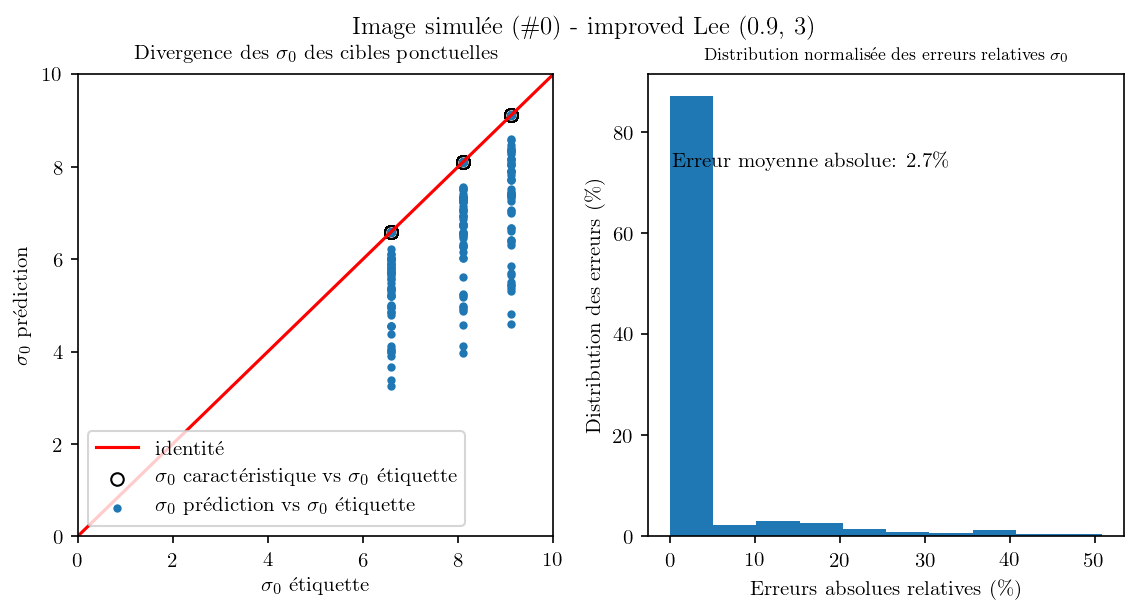 Image simulée (#0) - improved Lee (0.9, 3)
Divergence des σ0 des cibles ponctuelles
10
8
6
4
2
0
σ0 prédiction
identité
σ0 caractéristique vs σ0 étiquette
σ0 prédiction vs σ0 étiquette
0 2 4 6 8 10
σ0 étiquette
Distribution normalisée des erreurs relatives σ0
80
60
40
20
0
Distribution des erreurs (%)
Erreur moyenne absolue: 2.7%
0 10 20 30 40 50
Erreurs absolues relatives (%)